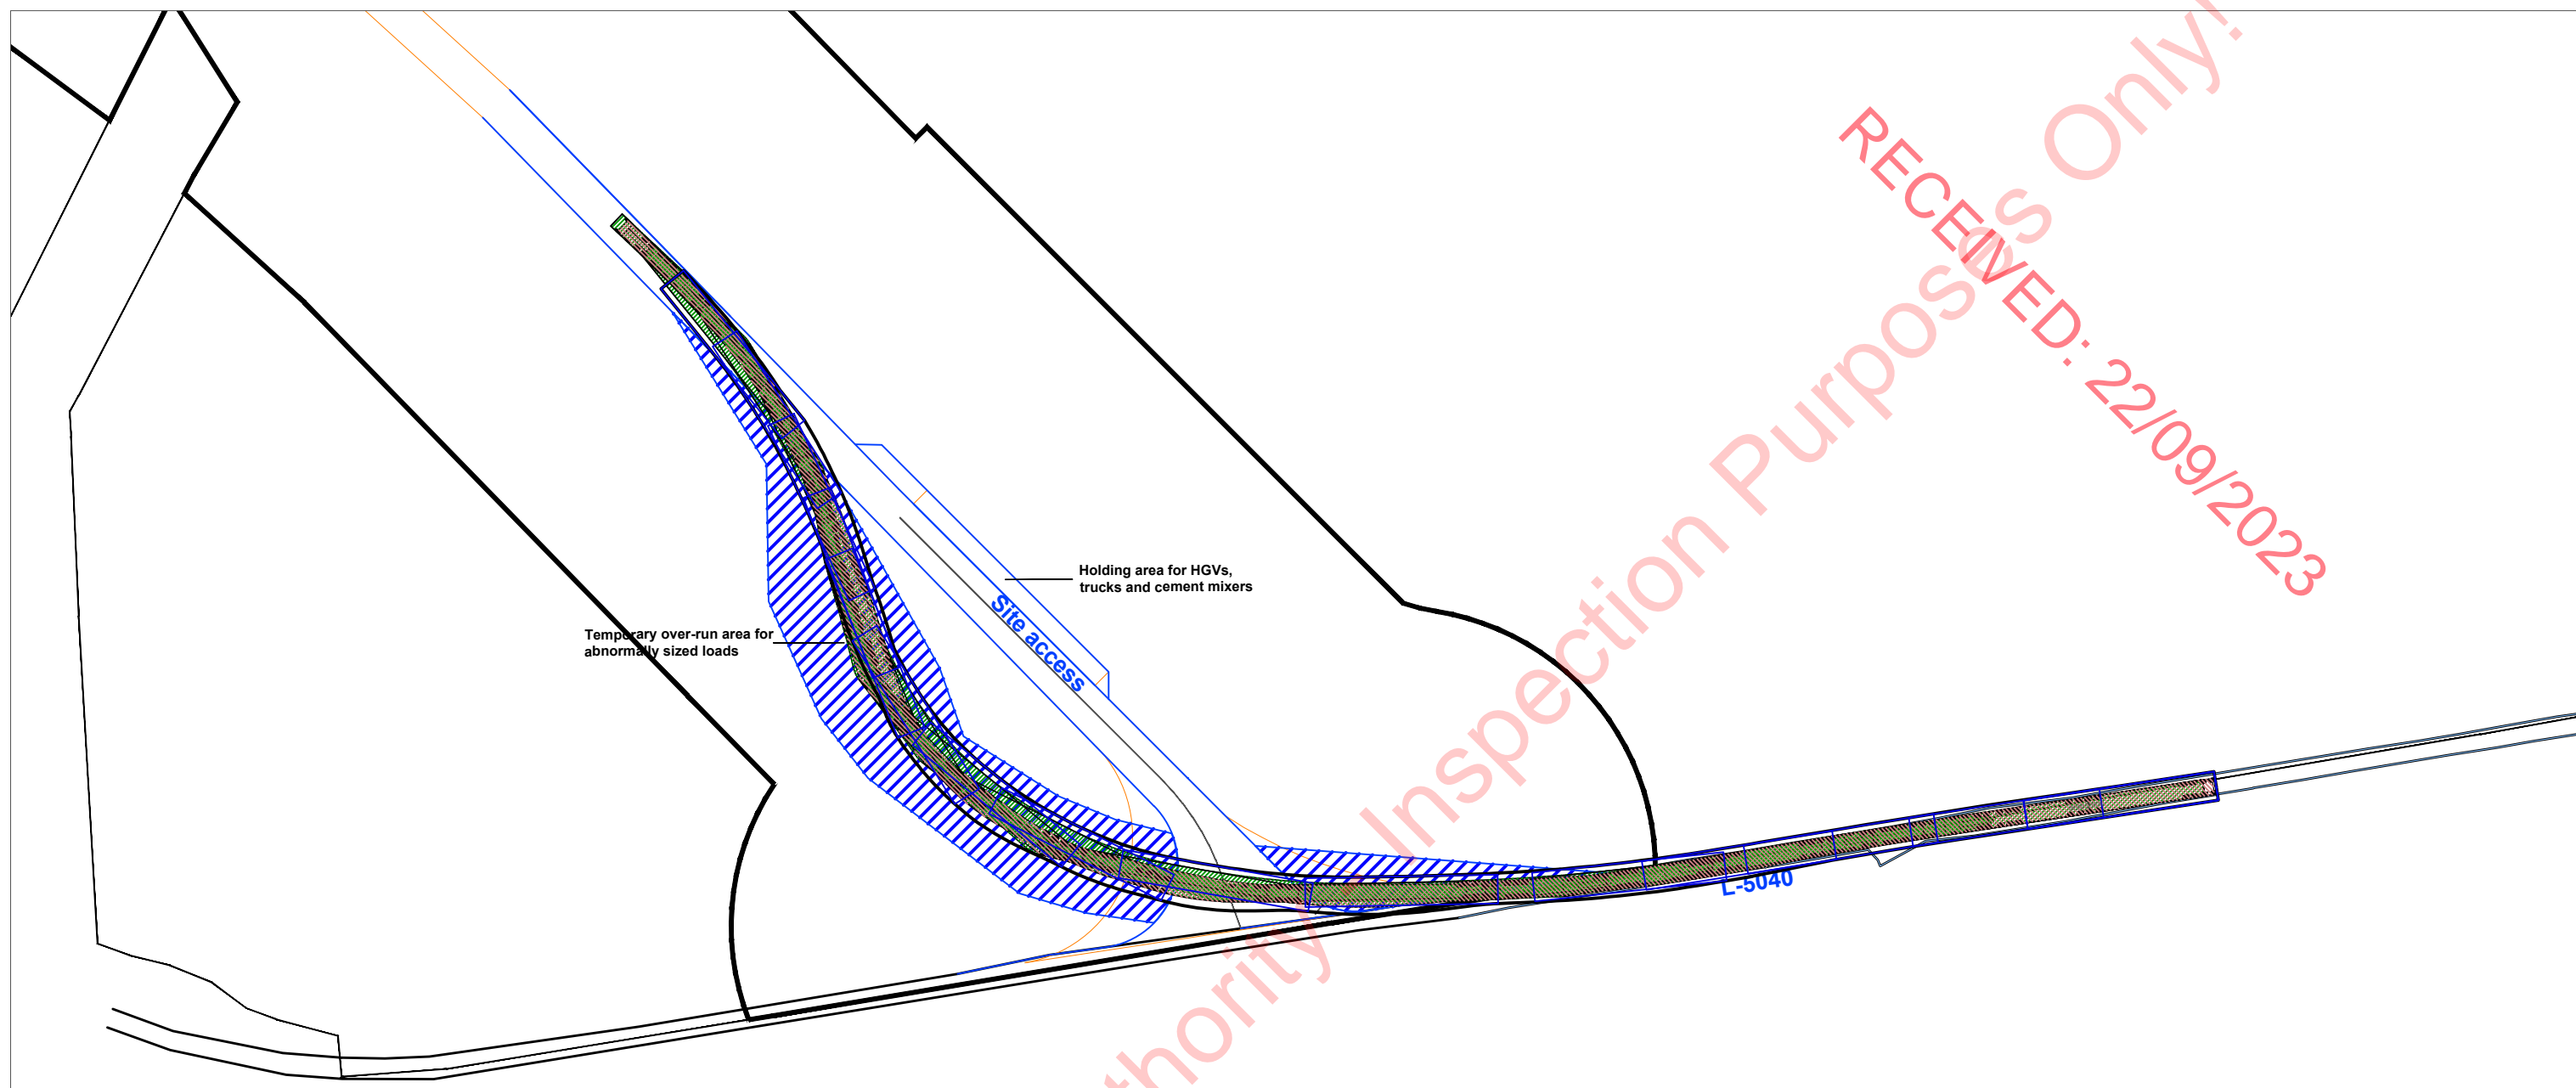 RECEIVED: 22/09/2023
Inspection Purposes Only!
Holding area for HGVs,
trucks and cement mixers
Site access
Temporary over-run area for
abnormally sized loads
L-5040